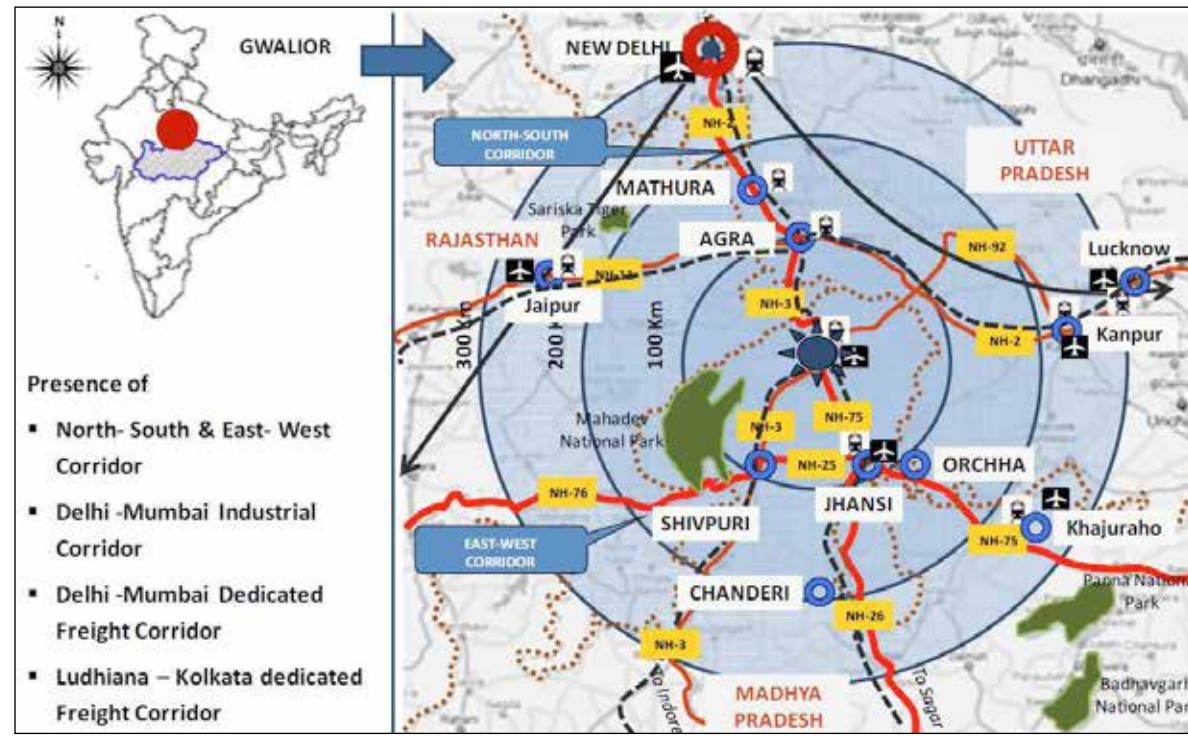 N
GWALIOR
Presence of
▪ North- South & East- West
Corridor
▪ Delhi -Mumbai Industrial
Corridor
▪ Delhi -Mumbai Dedicated
Freight Corridor
▪ Ludhiana – Kolkata dedicated
Freight Corridor
NEW DELHI
NH-2
NORTH-SOUTH
CORRIDOR
UTTAR
PRADESH
MATHURA
Sariska Tiger
Park
RAJASTHAN
AGRA
NH-92
Lucknow
Jaipur
NH-3
Kanpur
NH-2
300 Km
200 K
100 Km
Mahadev
National Park
NH-3
NH-75
NH-25
ORCHHA
NH-76
SHIVPURI
JHANSI
EAST-WEST
CORRIDOR
NH-75
Khajuraho
CHANDERI
NH-26
Panna Nation
Park
NH-3
To Indore
MADHYA
PRADESH
To Sagar
Badhavgarh
National Par
Dhangadhi